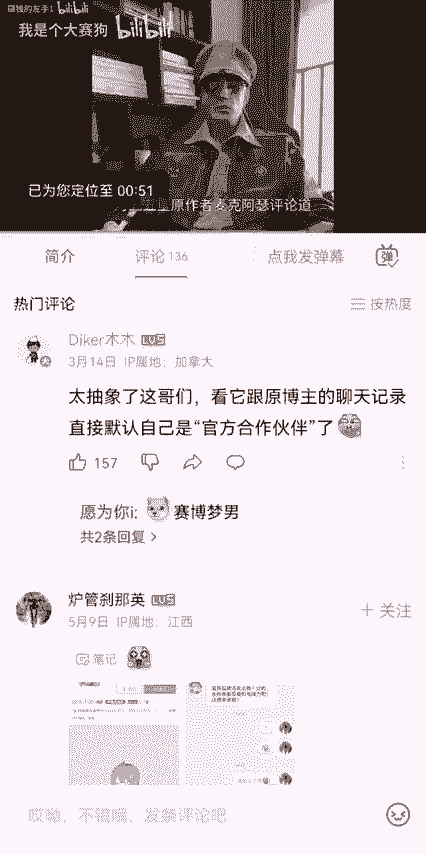 孤独的友手1 bilibili
我是个大赛狗 bilibili
已为您定位至 00:51
原作者麦克阿瑟评论道
简介
评论 136
点我发弹幕
弹
热门评论
按热度
Diker本木 LV5
3月14日 IP属地：加拿大
太抽象了这哥们，看它跟原博主的聊天记录
直接默认自己是“官方合作伙伴”了
157
愿为你i: 赛博梦男
共2条回复 >
炉管刹那英 LV5
+ 关注
5月9日 IP属地：江西
笔记
哎呦，不错哦，发条评论吧